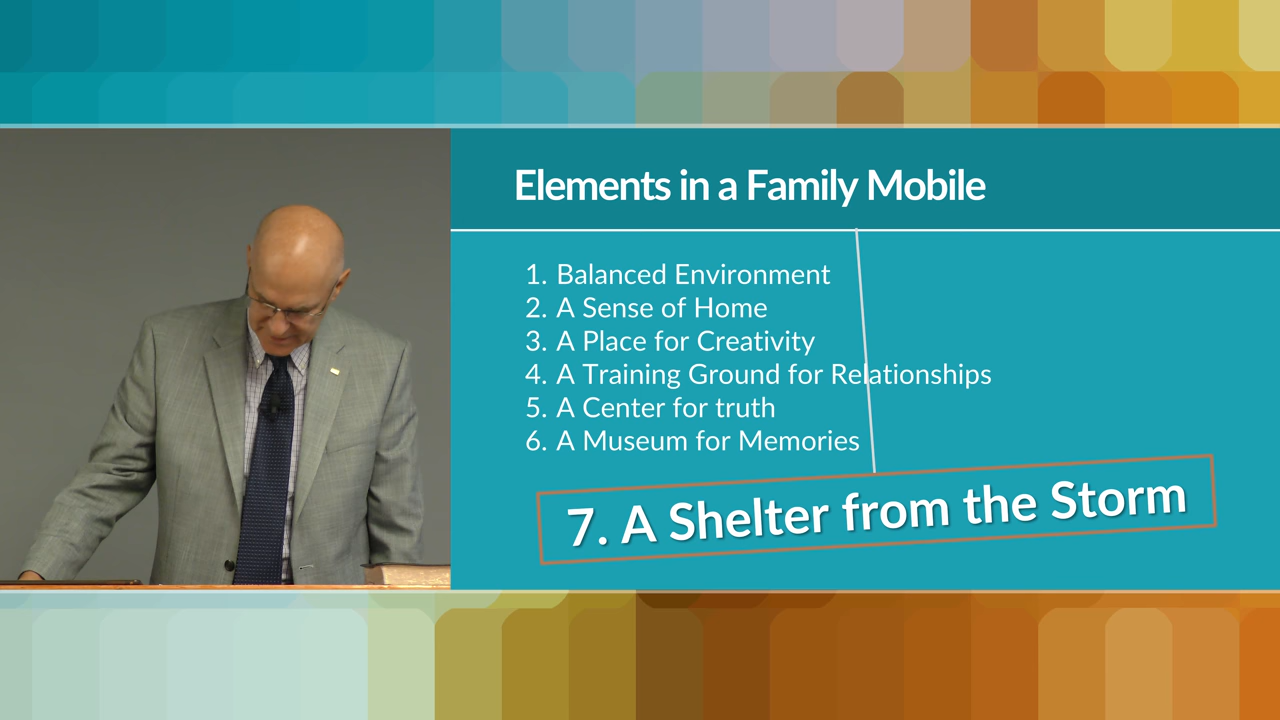 Elements in a Family Mobile
1. Balanced Environment
2. A Sense of Home
3. A Place for Creativity
4. A Training Ground for Relationships
5. A Center for truth
6. A Museum for Memories
7. A Shelter from the Storm